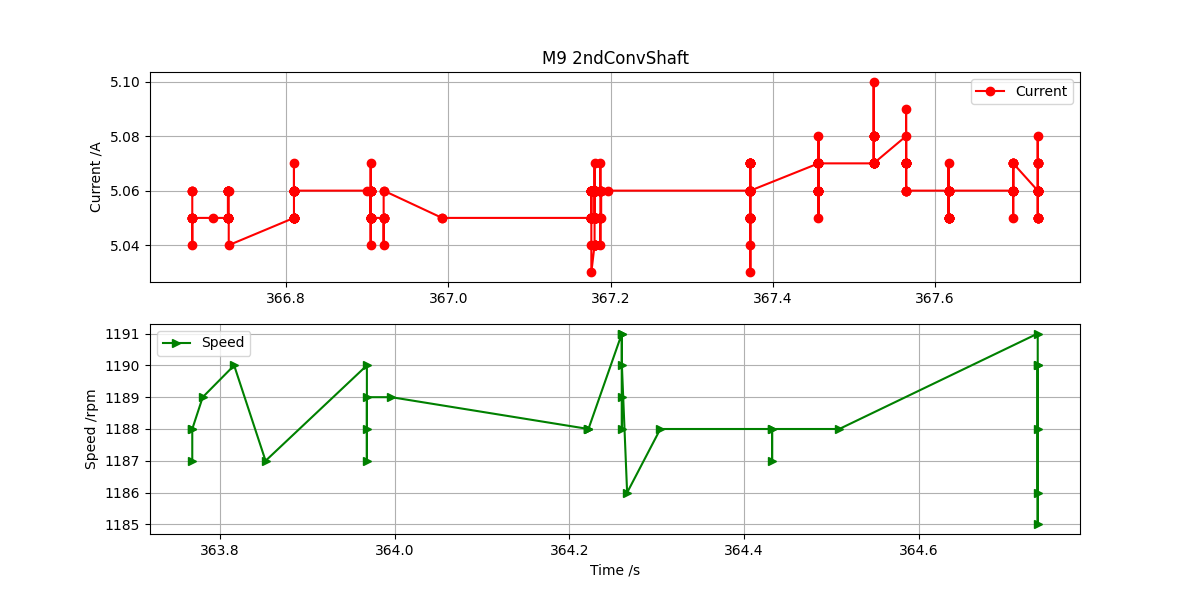 M9 2ndConvShaft
5.10
5.08
5.06
5.04
Current /A
Current
366.8 367.0 367.2 367.4 367.6
1191
1190
1189
1188
1187
1186
1185
Speed /rpm
Speed
363.8 364.0 364.2 364.4 364.6
Time /s